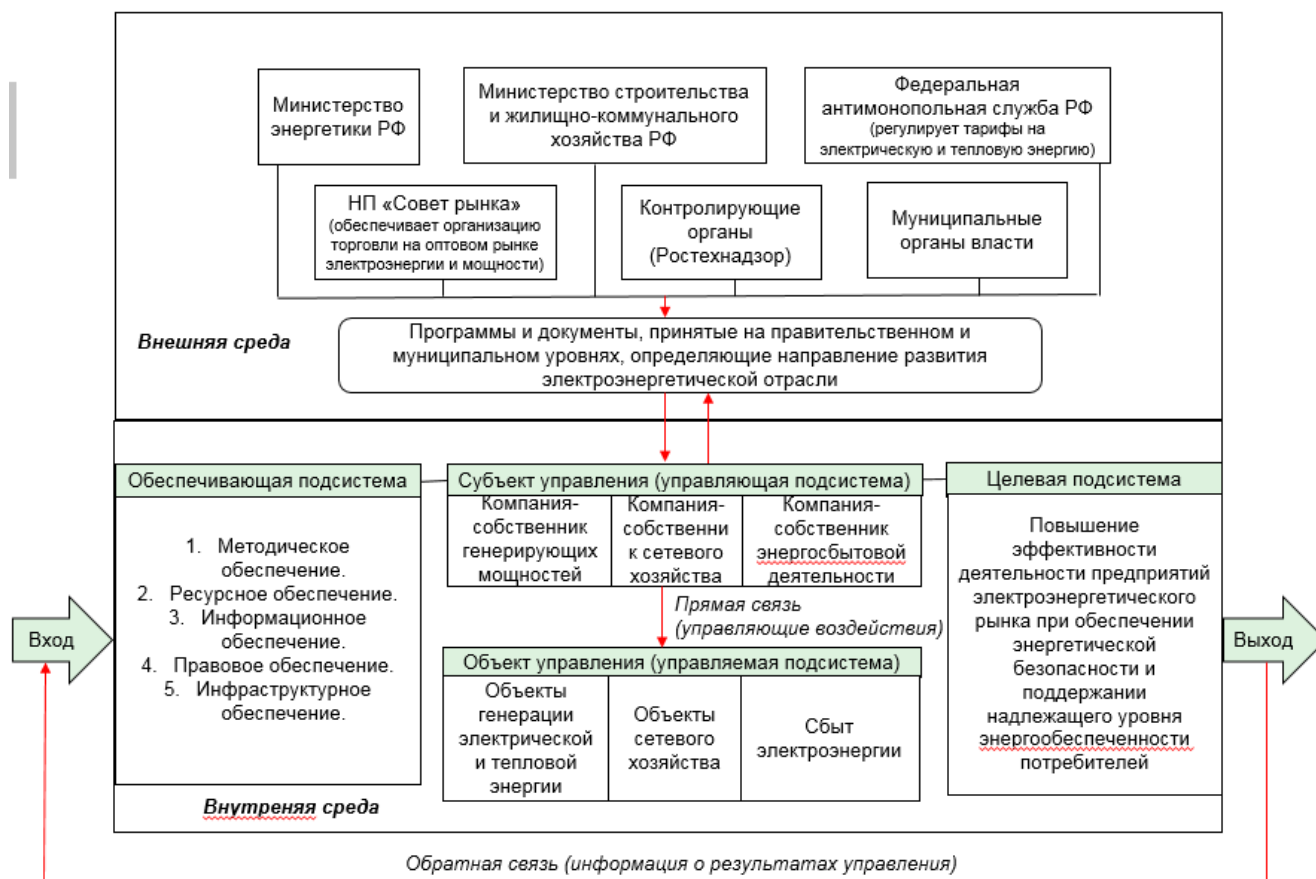 Министерство
энергетики РФ
Министерство строительства
и жилищно-коммунального
хозяйства РФ
Федеральная
антимонопольная служба РФ
(регулирует тарифы на
электрическую и тепловую энергию)
НП «Совет рынка»
(обеспечивает организацию
торговли на оптовом рынке
электроэнергии и мощности)
Контролирующие
органы
(Ростехнадзор)
Муниципальные
органы власти
Внешняя среда
Программы и документы, принятые на правительственном и
муниципальном уровнях, определяющие направление развития
электроэнергетической отрасли
Обеспечивающая подсистема
1. Методическое
обеспечение.
2. Ресурсное обеспечение.
3. Информационное
обеспечение.
4. Правовое обеспечение.
5. Инфраструктурное
обеспечение.
Субъект управления (управляющая подсистема)
Компания-
собственник
генерирующих
мощностей
Компания-
собственни
к сетевого
хозяйства
Компания-
собственник
энергосбытовой
деятельности
Прямая связь
(управляющие воздействия)
Объект управления (управляемая подсистема)
Объекты
генерации
электрической
и тепловой
энергии
Объекты
сетевого
хозяйства
Сбыт
электроэнергии
Целевая подсистема
Повышение
эффективности
деятельности предприятий
электроэнергетического
рынка при обеспечении
энергетической
безопасности и
поддержании
надлежащего уровня
энергообеспеченности
потребителей
Вход
Выход
Внутреняя среда
Обратная связь (информация о результатах управления)